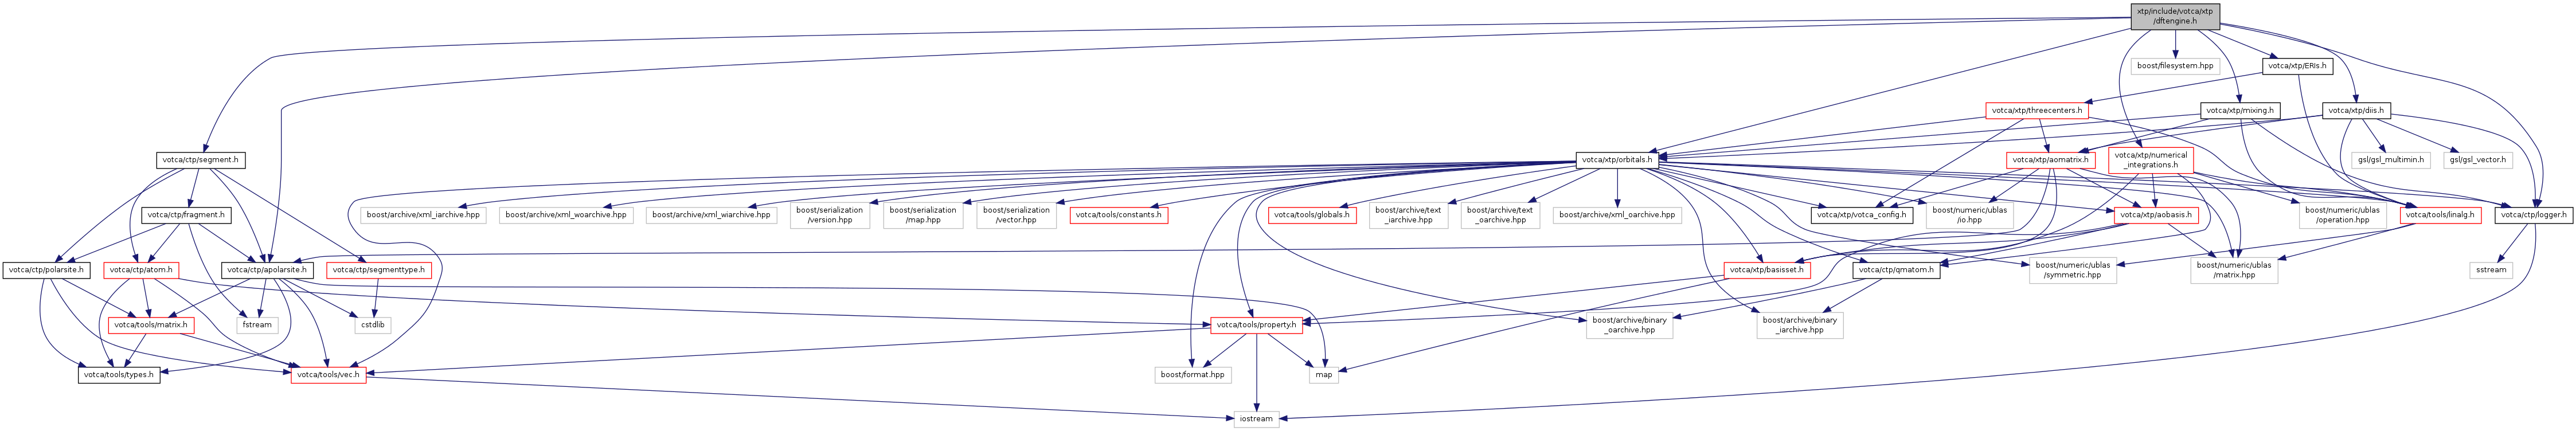 xtp/include/votca/xtp
/dftengine.h
boost/filesystem.hpp
votca/xtp/ERIs.h
votca/xtp/threecenters.h
votca/xtp/mixing.h
votca/xtp/diis.h
votca/ctp/segment.h
votca/xtp/orbitals.h
votca/xtp/aomatrix.h
votca/xtp/numerical
_integrations.h
gsl/gsl_multimin.h
gsl/gsl_vector.h
votca/ctp/fragment.h
boost/archive/xml_iarchive.hpp
boost/archive/xml_woarchive.hpp
boost/archive/xml_wiarchive.hpp
boost/serialization
/version.hpp
boost/serialization
/map.hpp
boost/serialization
/vector.hpp
votca/tools/constants.h
votca/tools/globals.h
boost/archive/text
_iarchive.hpp
boost/archive/text
_oarchive.hpp
boost/archive/xml_oarchive.hpp
votca/xtp/votca_config.h
boost/numeric/ublas
/io.hpp
votca/xtp/aobasis.h
boost/numeric/ublas
/operation.hpp
votca/tools/linalg.h
votca/ctp/logger.h
votca/ctp/polarsite.h
votca/ctp/atom.h
votca/ctp/apolarsite.h
votca/ctp/segmenttype.h
votca/xtp/basisset.h
votca/ctp/qmatom.h
boost/numeric/ublas
/symmetric.hpp
boost/numeric/ublas
/matrix.hpp
sstream
votca/tools/matrix.h
fstream
cstdlib
votca/tools/property.h
boost/archive/binary
_oarchive.hpp
boost/archive/binary
_iarchive.hpp
votca/tools/types.h
votca/tools/vec.h
boost/format.hpp
map
iostream